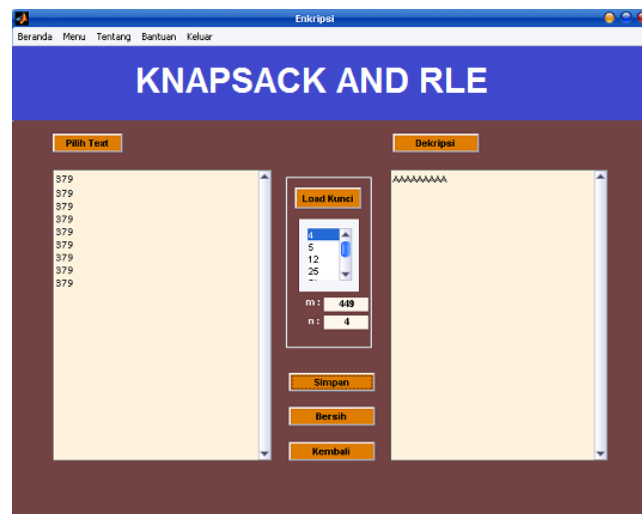 Enkripsi
Beranda Menu Tentang Bantuan Keluar
KNAPSACK AND RLE
Pilih Text
Dekripsi
379
379
379
379
379
379
379
379
379
Load Kunci
4
5
12
25
m : 449
n : 4
Simpan
Bersih
Kembali
AAAAAAAAA